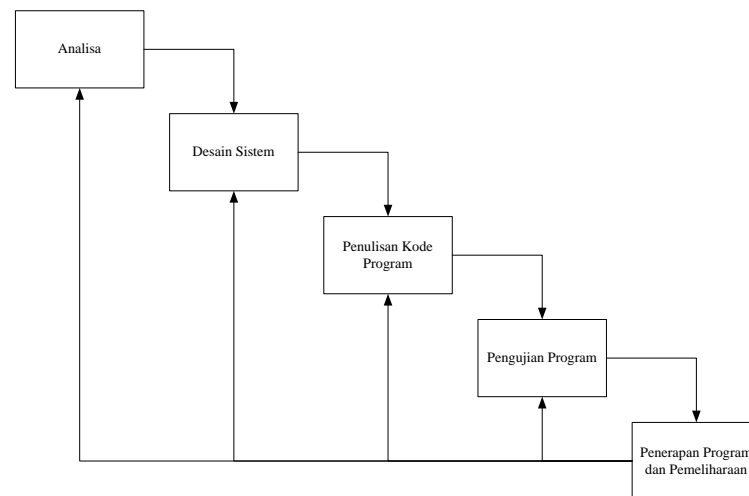 Analisa
Desain Sistem
Penulisan Kode
Program
Pengujian Program
Penerapan Program
dan Pemeliharaan